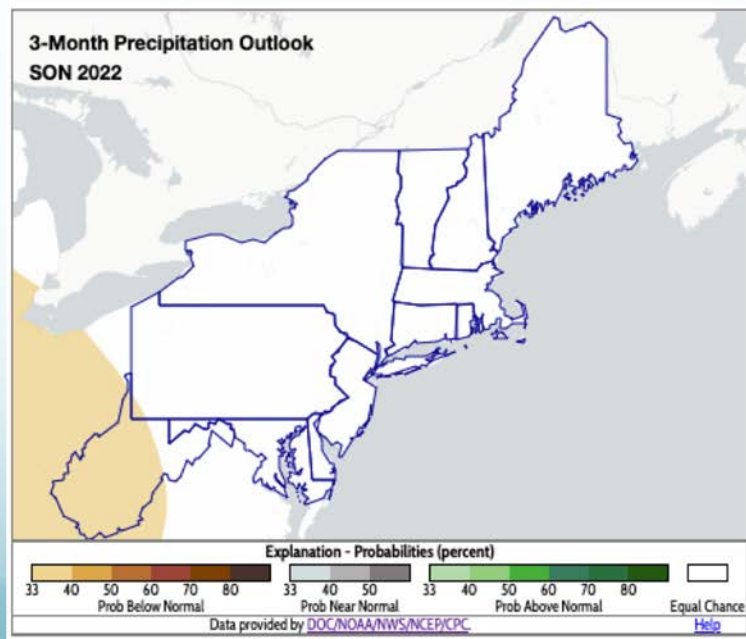 3-Month Precipitation Outlook
SON 2022
Explanation - Probabilities (percent)
33 40 50 60 70 80 33 40 50 33 40 50 60 70 80
Prob Below Normal Prob Near Normal Prob Above Normal Equal Chance
Data provided by DOC/NOAA/NWS/NCEP/CPC. Help